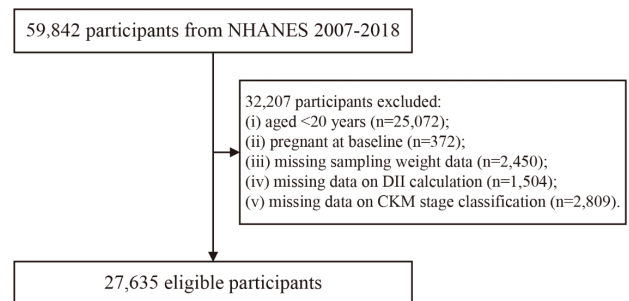 59,842 participants from NHANES 2007-2018
32,207 participants excluded:
(i) aged <20 years (n=25,072);
(ii) pregnant at baseline (n=372);
(iii) missing sampling weight data (n=2,450);
(iv) missing data on DII calculation (n=1,504);
(v) missing data on CKM stage classification (n=2,809).
27,635 eligible participants